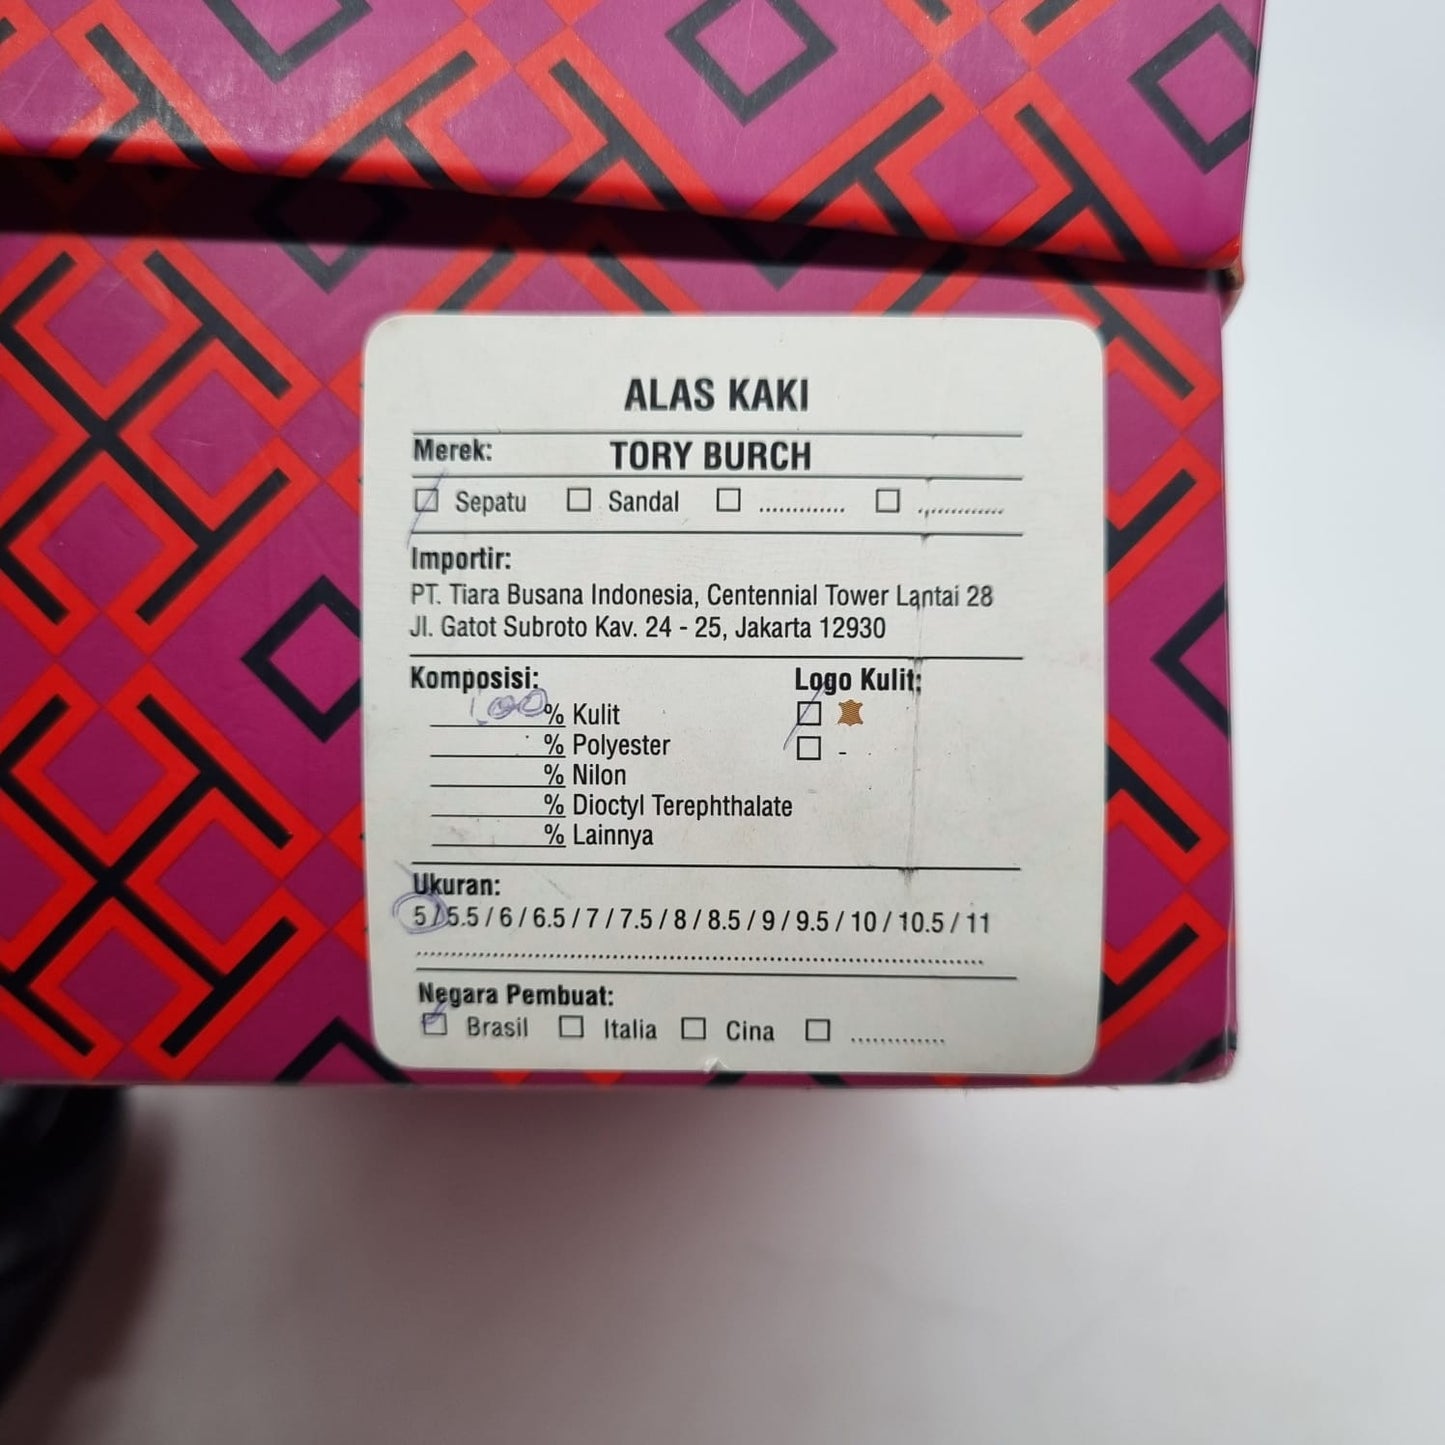 ALAS KAKI
Merek: TORY BURCH
Sepatu Sandal ............. .............
Importir:
PT. Tiara Busana Indonesia, Centennial Tower Lantai 28
Jl. Gatot Subroto Kav. 24 - 25, Jakarta 12930
Komposisi: Logo Kulit:
100% Kulit
% Polyester -
% Nilon
% Dioctyl Terephthalate
% Lainnya
Ukuran:
5 / 5.5 / 6 / 6.5 / 7 / 7.5 / 8 / 8.5 / 9 / 9.5 / 10 / 10.5 / 11
Negara Pembuat:
Brasil Italia Cina .............